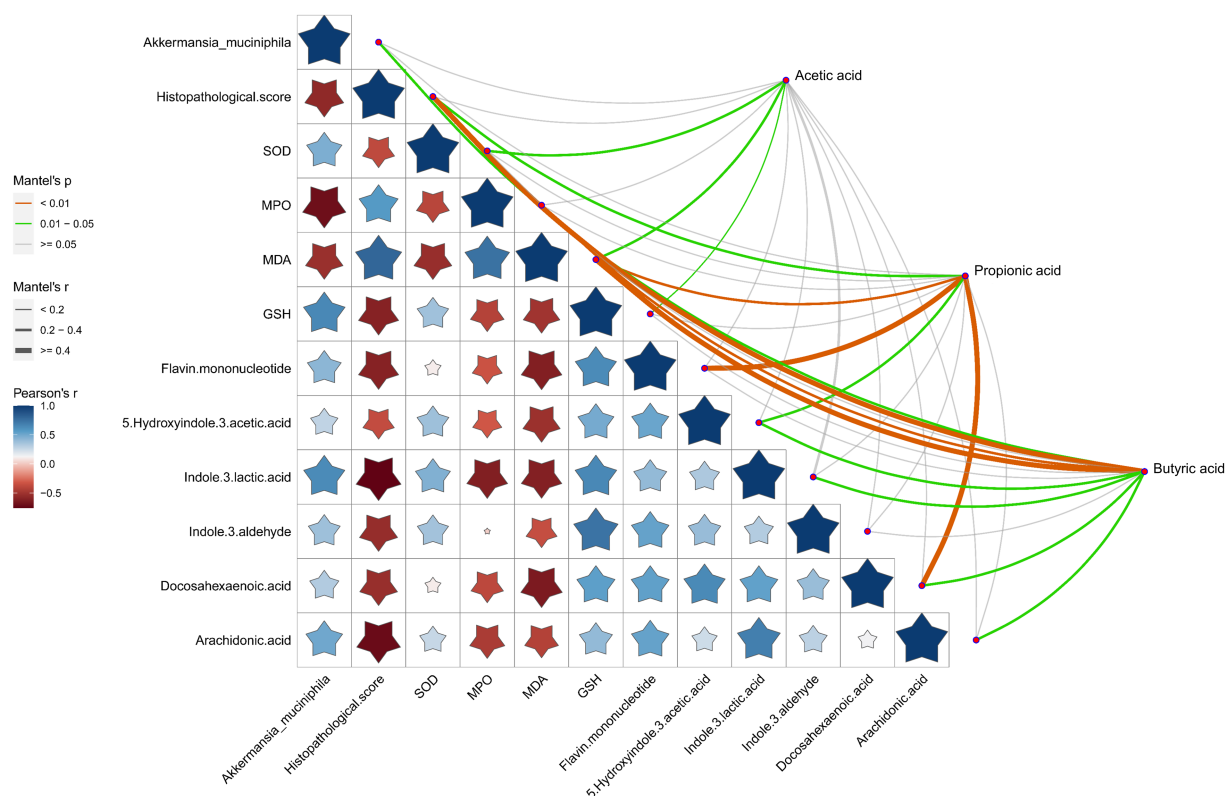 Akkermansia_muciniphila
Histopathological.score
SOD
MPO
MDA
GSH
Flavin.mononucleotide
5.Hydroxyindole.3.acetic.acid
Indole.3.lactic.acid
Indole.3.aldehyde
Docosahexaenoic.acid
Arachidonic.acid
Acetic acid
Propionic acid
Butyric acid
Mantel's p
< 0.01
0.01 − 0.05
>= 0.05
Mantel's r
< 0.2
0.2 − 0.4
>= 0.4
Pearson's r
1.0
0.5
0.0
−0.5
Akkermansia_muciniphila
Histopathological.score
SOD
MPO
MDA
GSH
Flavin.mononucleotide
5.Hydroxyindole.3.acetic.acid
Indole.3.lactic.acid
Indole.3.aldehyde
Docosahexaenoic.acid
Arachidonic.acid